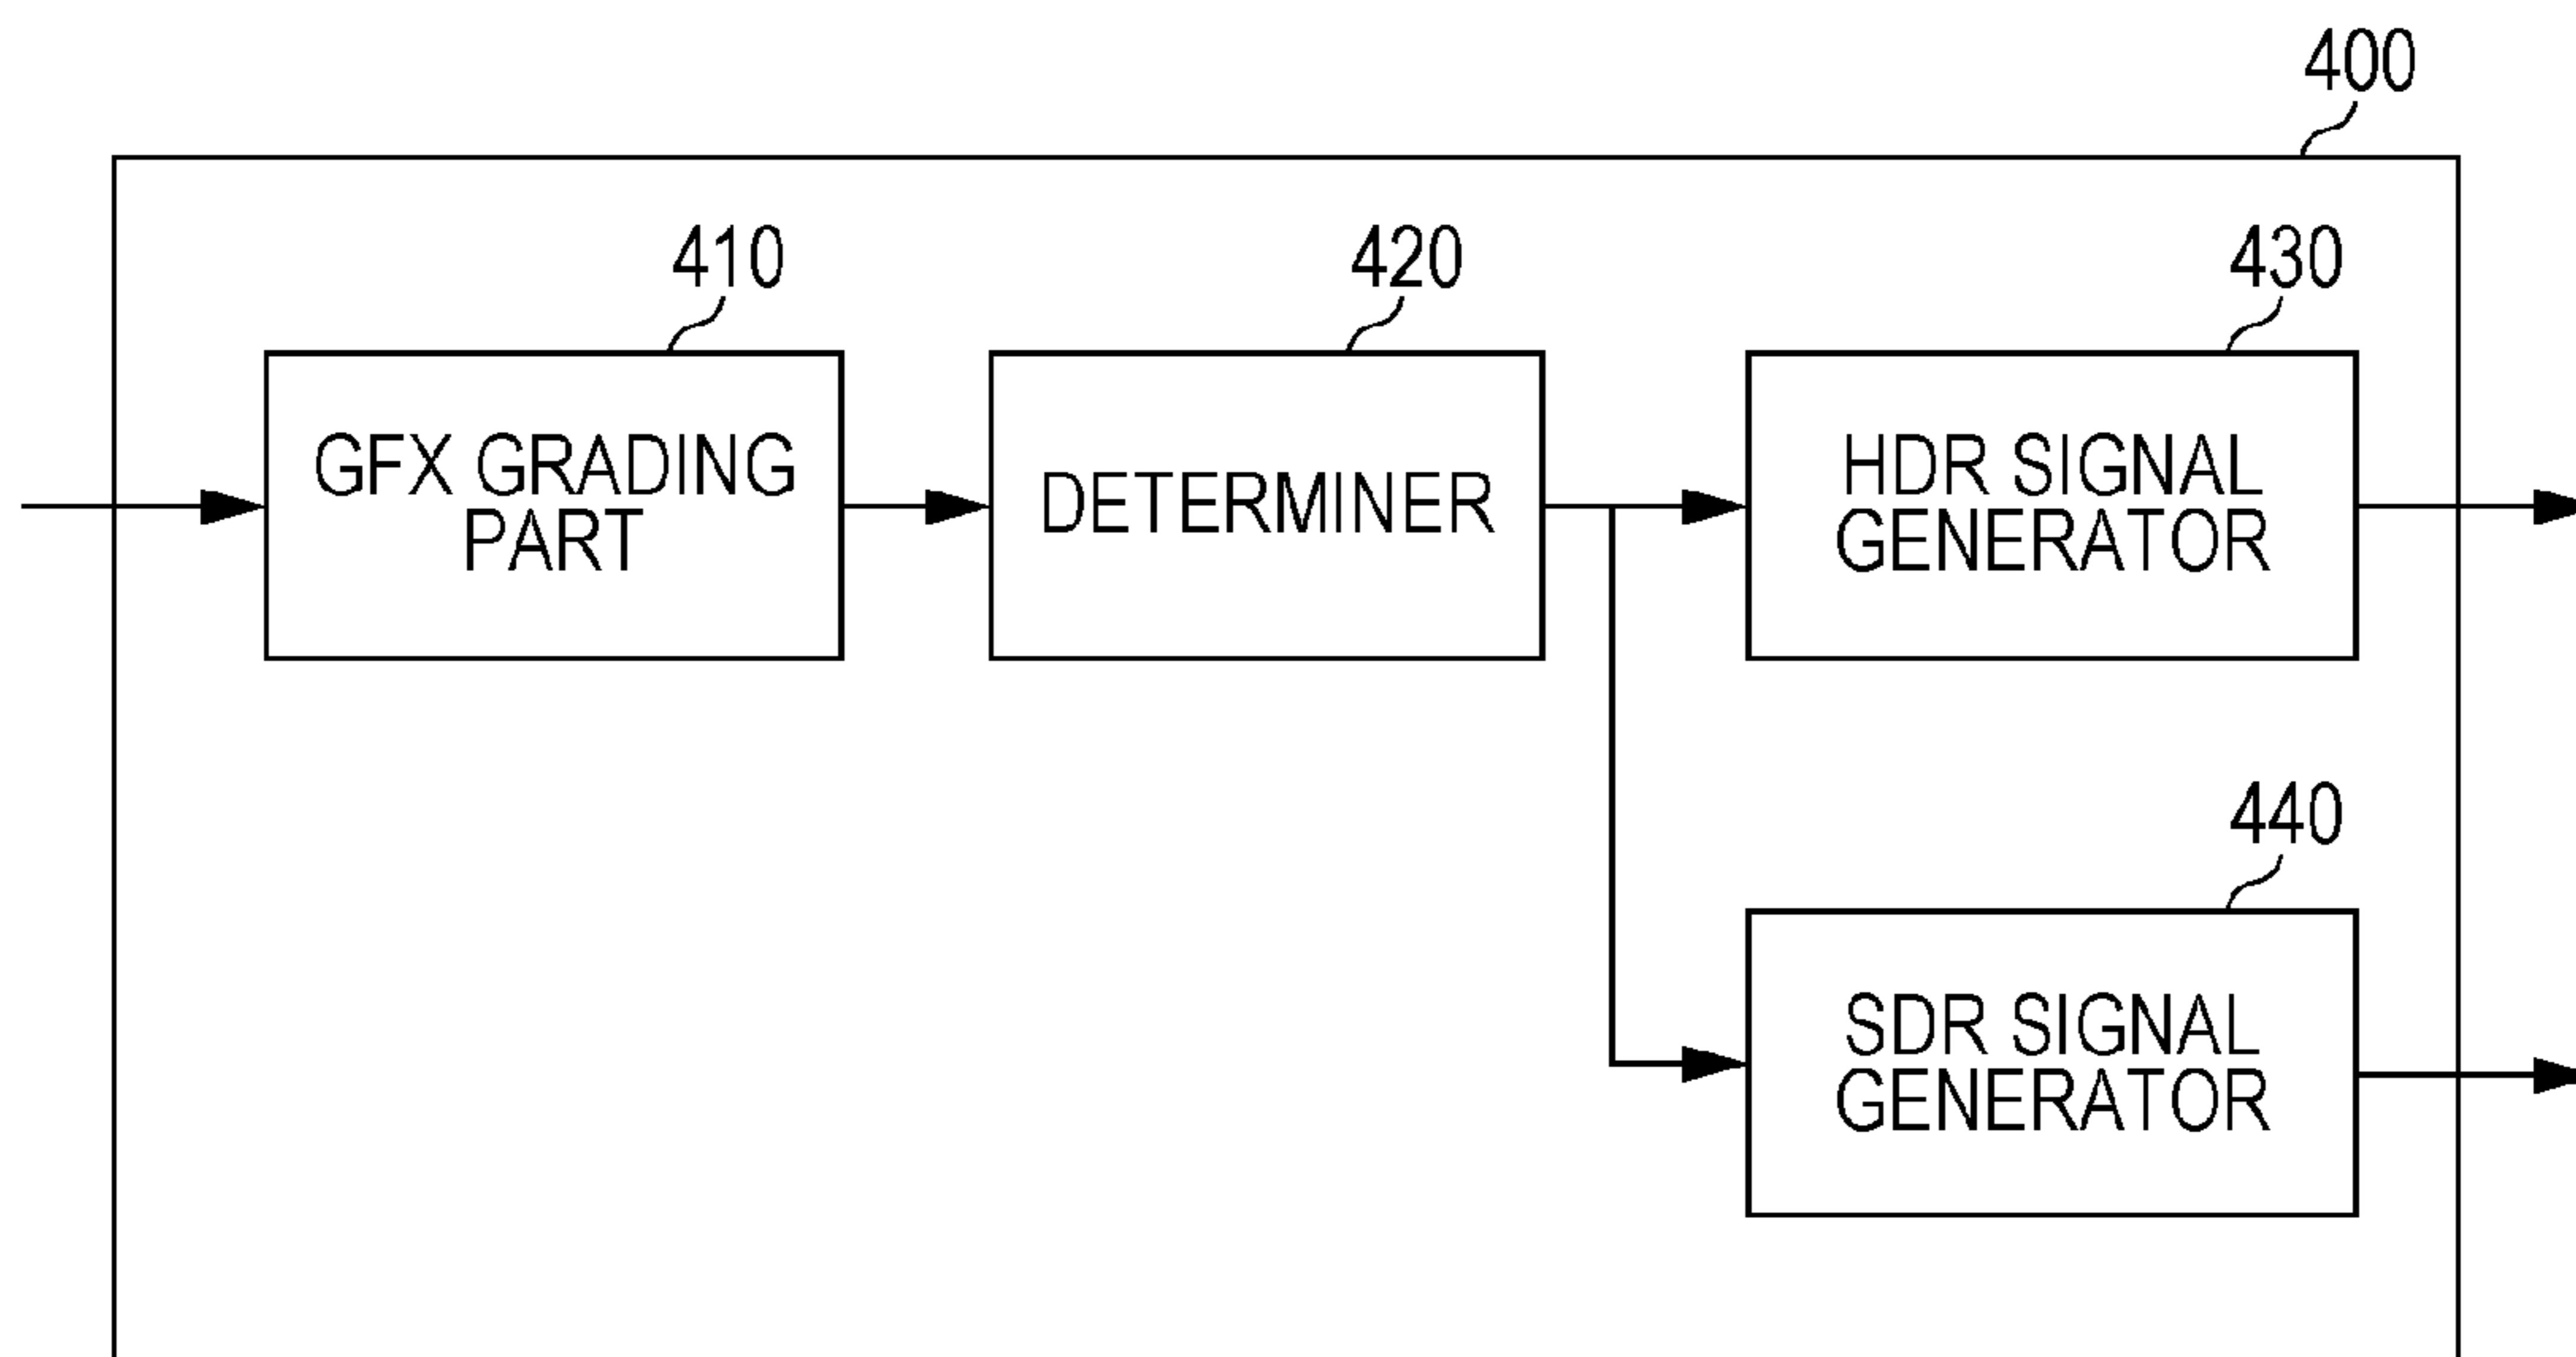 400
410
420
430
GFX GRADING
PART
DETERMINER
HDR SIGNAL
GENERATOR
440
SDR SIGNAL
GENERATOR